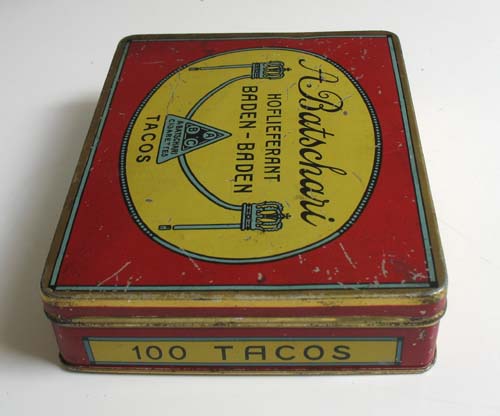 A Batschari
HOFLIEFERANT
BADEN-BADEN
A
B C
A.BATSCHARI
CIGARETTES
TACOS
100 TACOS